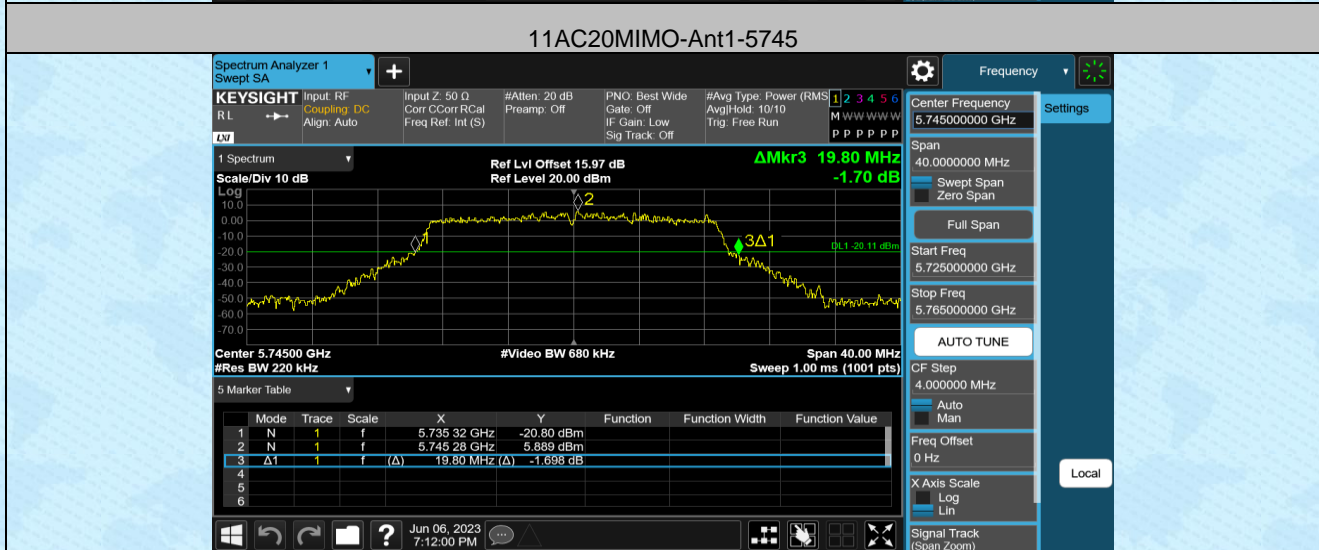 11AC20MIMO-Ant1-5745
Spectrum Analyzer 1
Swept SA
+
Frequency
KEYSIGHT
RL
LXI
Input: RF
Coupling: DC
Align: Auto
Input Z: 50 Ω
Corr CCorr RCal
Freq Ref: Int (S)
#Atten: 20 dB
Preamp: Off
PNO: Best Wide
Gate: Off
IF Gain: Low
Sig Track: Off
#Avg Type: Power (RMS
Avg|Hold: 10/10
Trig: Free Run
1 2 3 4 5 6
M W W W W W
P P P P P P
1 Spectrum
Scale/Div 10 dB
Ref Lvl Offset 15.97 dB
Ref Level 20.00 dBm
ΔMkr3 19.80 MHz
-1.70 dB
Log
10.0
0.00
-10.0
-20.0
-30.0
-40.0
-50.0
-60.0
-70.0
1
2
3Δ1
DL1 -20.11 dBm
Center 5.74500 GHz
#Video BW 680 kHz
Span 40.00 MHz
#Res BW 220 kHz
Sweep 1.00 ms (1001 pts)
5 Marker Table
Mode Trace Scale X Y Function Function Width Function Value
1 N 1 f 5.735 32 GHz -20.80 dBm
2 N 1 f 5.745 28 GHz 5.889 dBm
3 Δ1 1 f (Δ) 19.80 MHz (Δ) -1.698 dB
4
5
6
?
Jun 06, 2023
7:12:00 PM
Center Frequency
5.745000000 GHz
Settings
Span
40.0000000 MHz
Swept Span
Zero Span
Full Span
Start Freq
5.725000000 GHz
Stop Freq
5.765000000 GHz
AUTO TUNE
CF Step
4.000000 MHz
Auto
Man
Freq Offset
0 Hz
X Axis Scale
Log
Lin
Local
Signal Track
(Span Zoom)